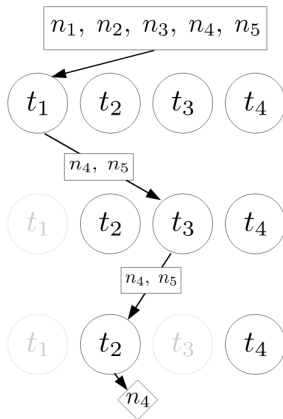 n₁, n₂, n₃, n₄, n₅
t₁ t₂ t₃ t₄
n₄, n₅
t₁ t₂ t₃ t₄
n₄, n₅
t₁ t₂ t₃ t₄
n₄